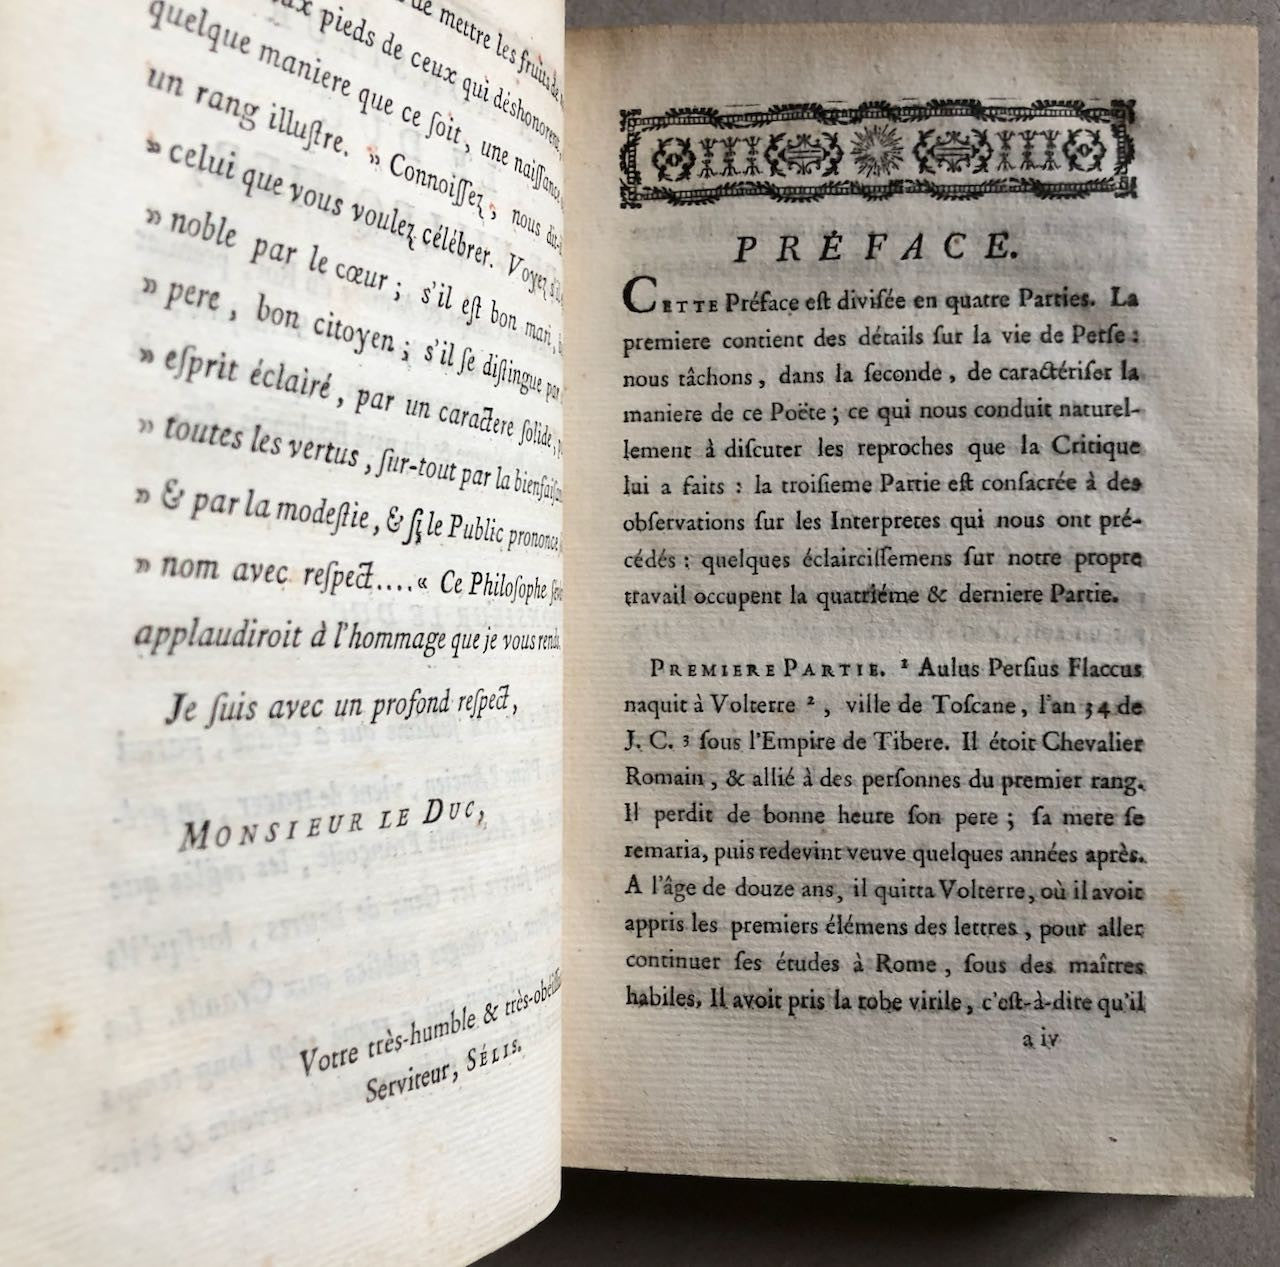 de mettre les fruits de
aux pieds de ceux qui déshonorent,
quelque maniere que ce ſoit, une naiſſance
un rang illuſtre. » Connoiſſez, nous dit-
» celui que vous voulez célébrer. Voyez s'il
» noble par le cœur; s'il eſt bon mari,
» pere, bon citoyen; s'il ſe diſtingue par
» eſprit éclairé, par un caractere ſolide,
» toutes les vertus, ſur-tout par la bienfaiſan
» & par la modeſtie, & ſi le Public prononce
» nom avec reſpect.... « Ce Philoſophe
applaudiroit à l'hommage que je vous rends.
Je ſuis avec un profond reſpect,
MONSIEUR LE DUC,
Votre très-humble & très-obéiſſ
Serviteur, SÉLIS.
PRÉFACE.
CETTE Préface eſt diviſée en quatre Parties. La
premiere contient des détails ſur la vie de Perſe :
nous tâchons, dans la ſeconde, de caractériſer la
maniere de ce Poëte; ce qui nous conduit naturel-
lement à diſcuter les reproches que la Critique
lui a faits : la troiſieme Partie eſt conſacrée à des
obſervations ſur les Interpretes qui nous ont pré-
cédés : quelques éclairciſſemens ſur notre propre
travail occupent la quatriéme & derniere Partie.
PREMIERE PARTIE. ¹ Aulus Perſius Flaccus
naquit à Volterre ², ville de Toſcane, l'an 34 de
J. C. ³ ſous l'Empire de Tibere. Il étoit Chevalier
Romain, & allié à des perſonnes du premier rang.
Il perdit de bonne heure ſon pere; ſa mere ſe
remaria, puis redevint veuve quelques années après.
A l'âge de douze ans, il quitta Volterre, où il avoit
appris les premiers élémens des lettres, pour aller
continuer ſes études à Rome, ſous des maîtres
habiles. Il avoit pris la robe virile, c'eſt-à-dire qu'il
a iv